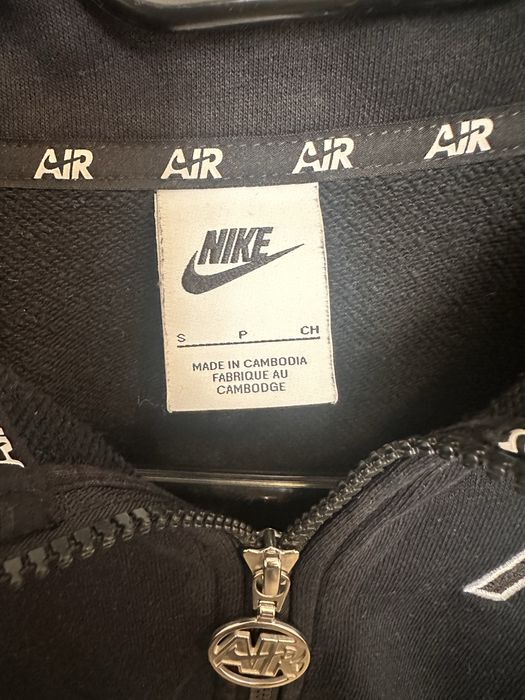 AIR AIR AIR AIR
NIKE
S P CH
MADE IN CAMBODIA
FABRIQUE AU
CAMBODGE
AIR